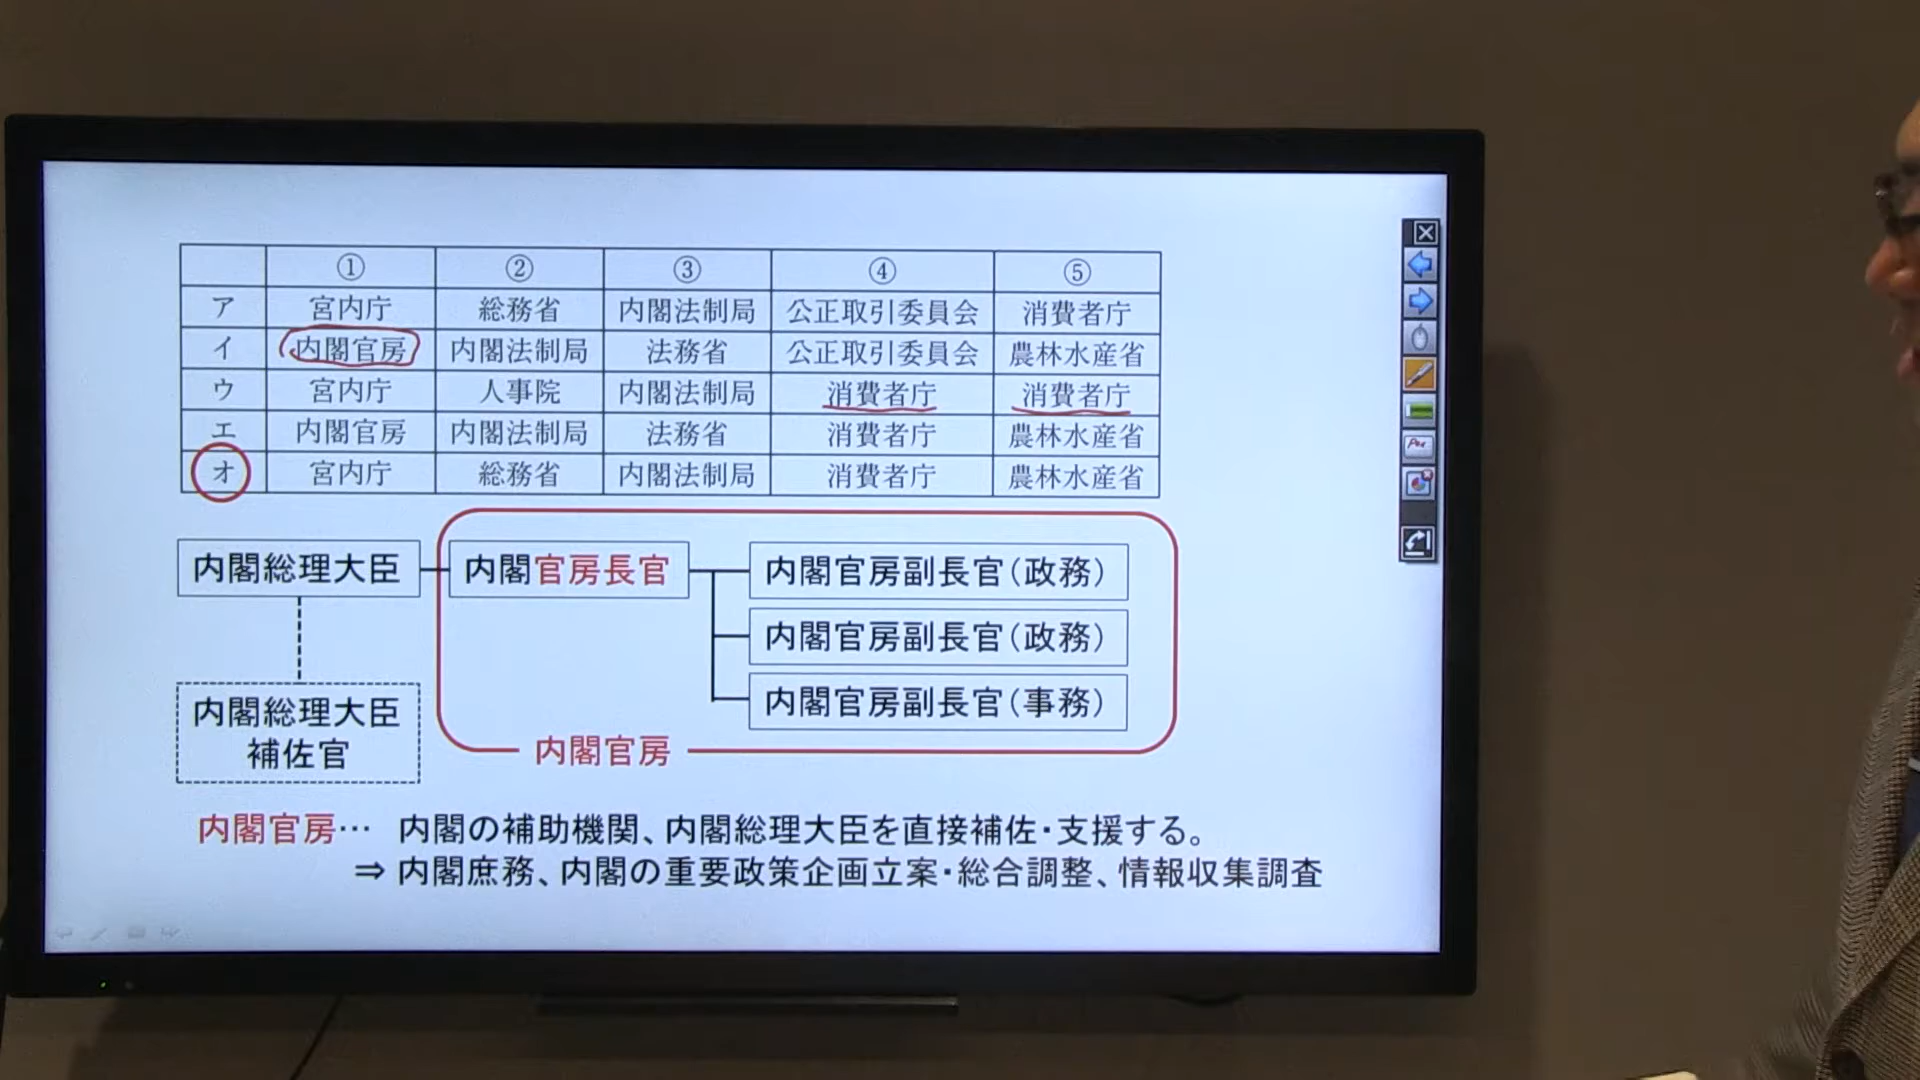 ① ② ③ ④ ⑤
ア 宮内庁 総務省 内閣法制局 公正取引委員会 消費者庁
イ 内閣官房 内閣法制局 法務省 公正取引委員会 農林水産省
ウ 宮内庁 人事院 内閣法制局 消費者庁 消費者庁
エ 内閣官房 内閣法制局 法務省 消費者庁 農林水産省
オ 宮内庁 総務省 内閣法制局 消費者庁 農林水産省
内閣総理大臣 内閣官房長官 内閣官房副長官(政務)
内閣官房副長官(政務)
内閣官房副長官(事務)
内閣総理大臣
補佐官
内閣官房
内閣官房… 内閣の補助機関、内閣総理大臣を直接補佐・支援する。
⇒ 内閣庶務、内閣の重要政策企画立案・総合調整、情報収集調査